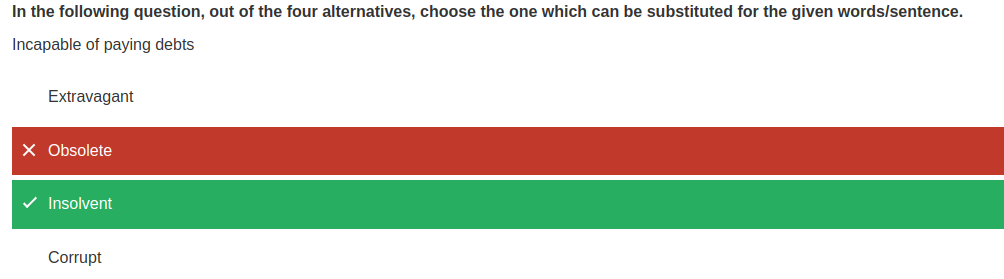 In the following question, out of the four alternatives, choose the one which can be substituted for the given words/sentence.
Incapable of paying debts
Extravagant
Obsolete
Insolvent
Corrupt